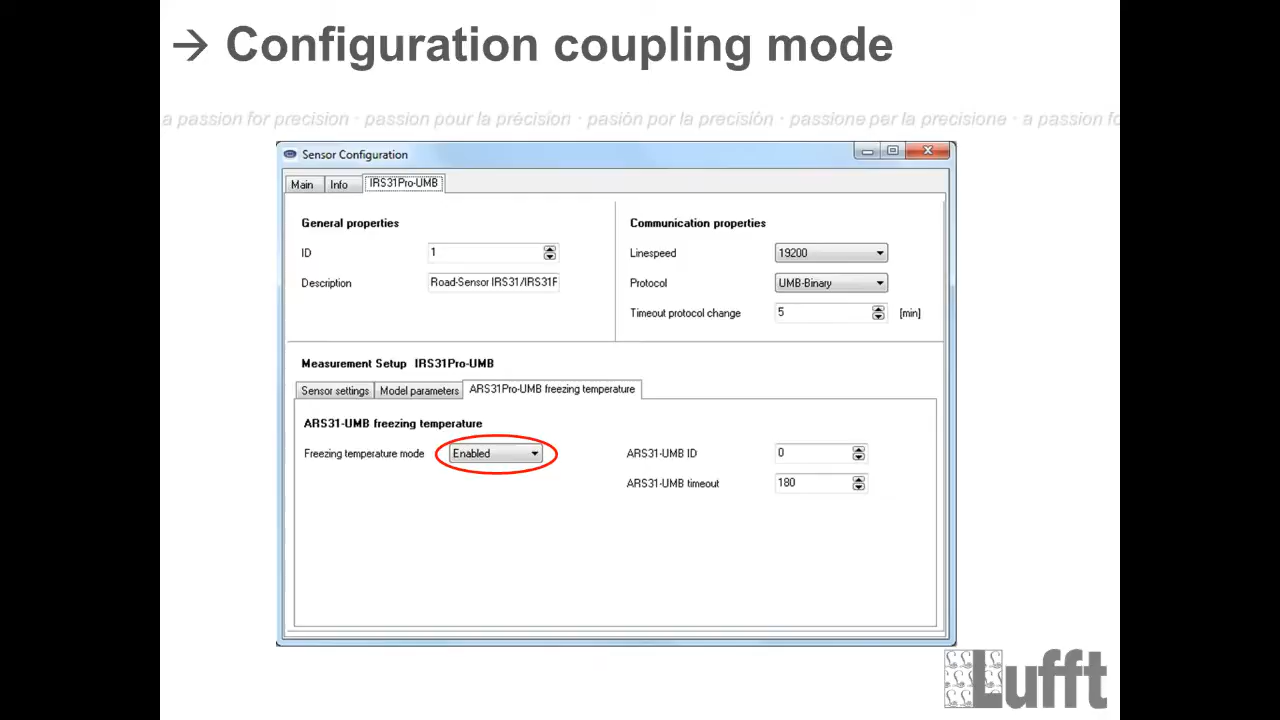 → Configuration coupling mode
a passion for precision · passion pour la précision · pasión por la precisión · passione per la precisione · a passion fo
Sensor Configuration
Main Info IRS31Pro-UMB
General properties
ID 1
Description Road-Sensor IRS31/IRS31F
Communication properties
Linespeed 19200
Protocol UMB-Binary
Timeout protocol change 5 [min]
Measurement Setup IRS31Pro-UMB
Sensor settings Model parameters ARS31Pro-UMB freezing temperature
ARS31-UMB freezing temperature
Freezing temperature mode Enabled
ARS31-UMB ID 0
ARS31-UMB timeout 180
Lufft